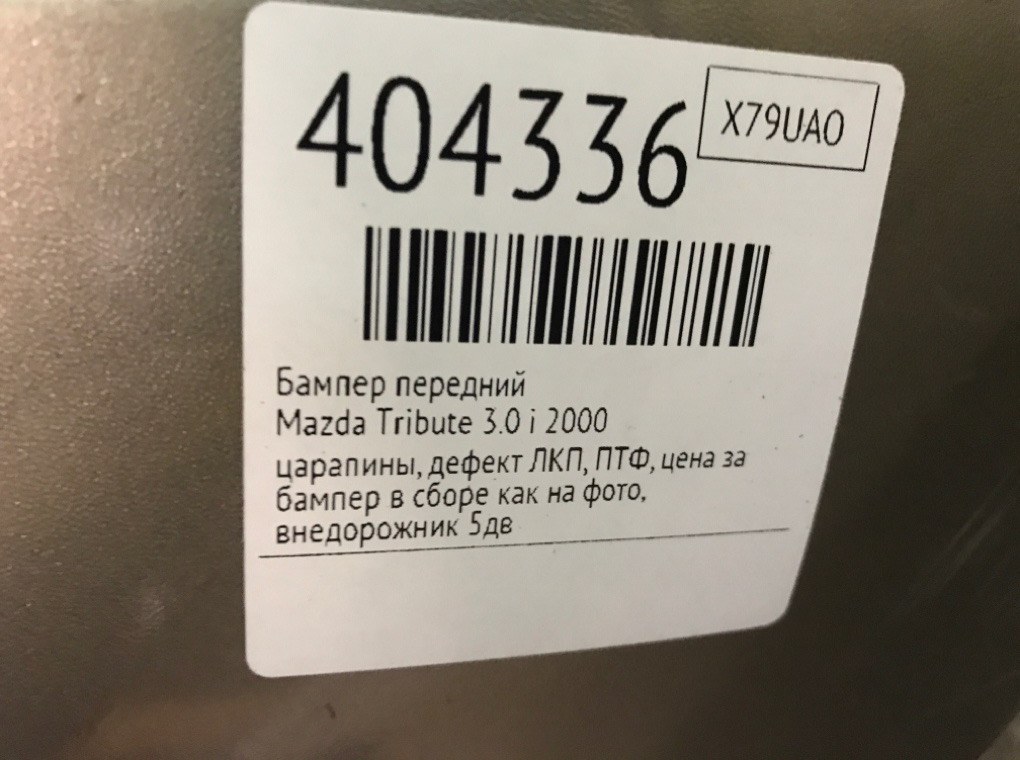 404336
X79UAO
Бампер передний
Mazda Tribute 3.0 i 2000
царапины, дефект ЛКП, ПТФ, цена за
бампер в сборе как на фото,
внедорожник 5дв